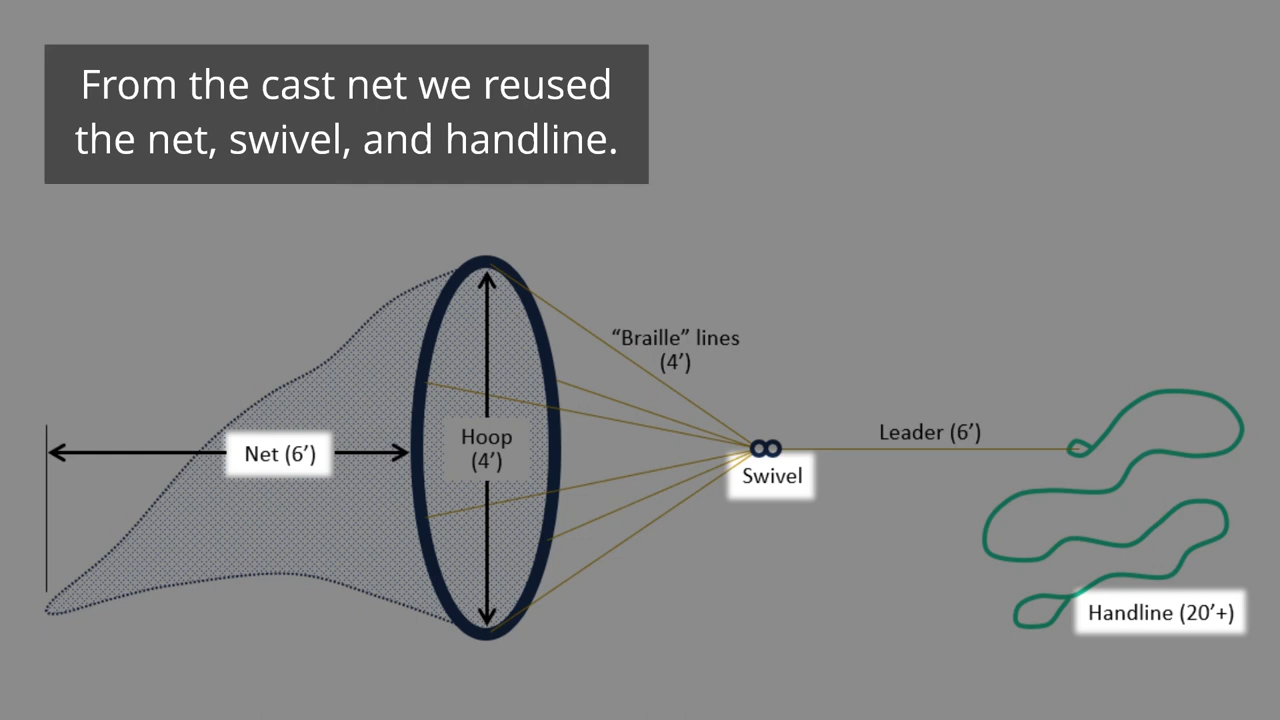 From the cast net we reused
the net, swivel, and handline.
“Braille” lines
(4’)
Net (6’)
Hoop
(4’)
Leader (6’)
Swivel
Handline (20’+)